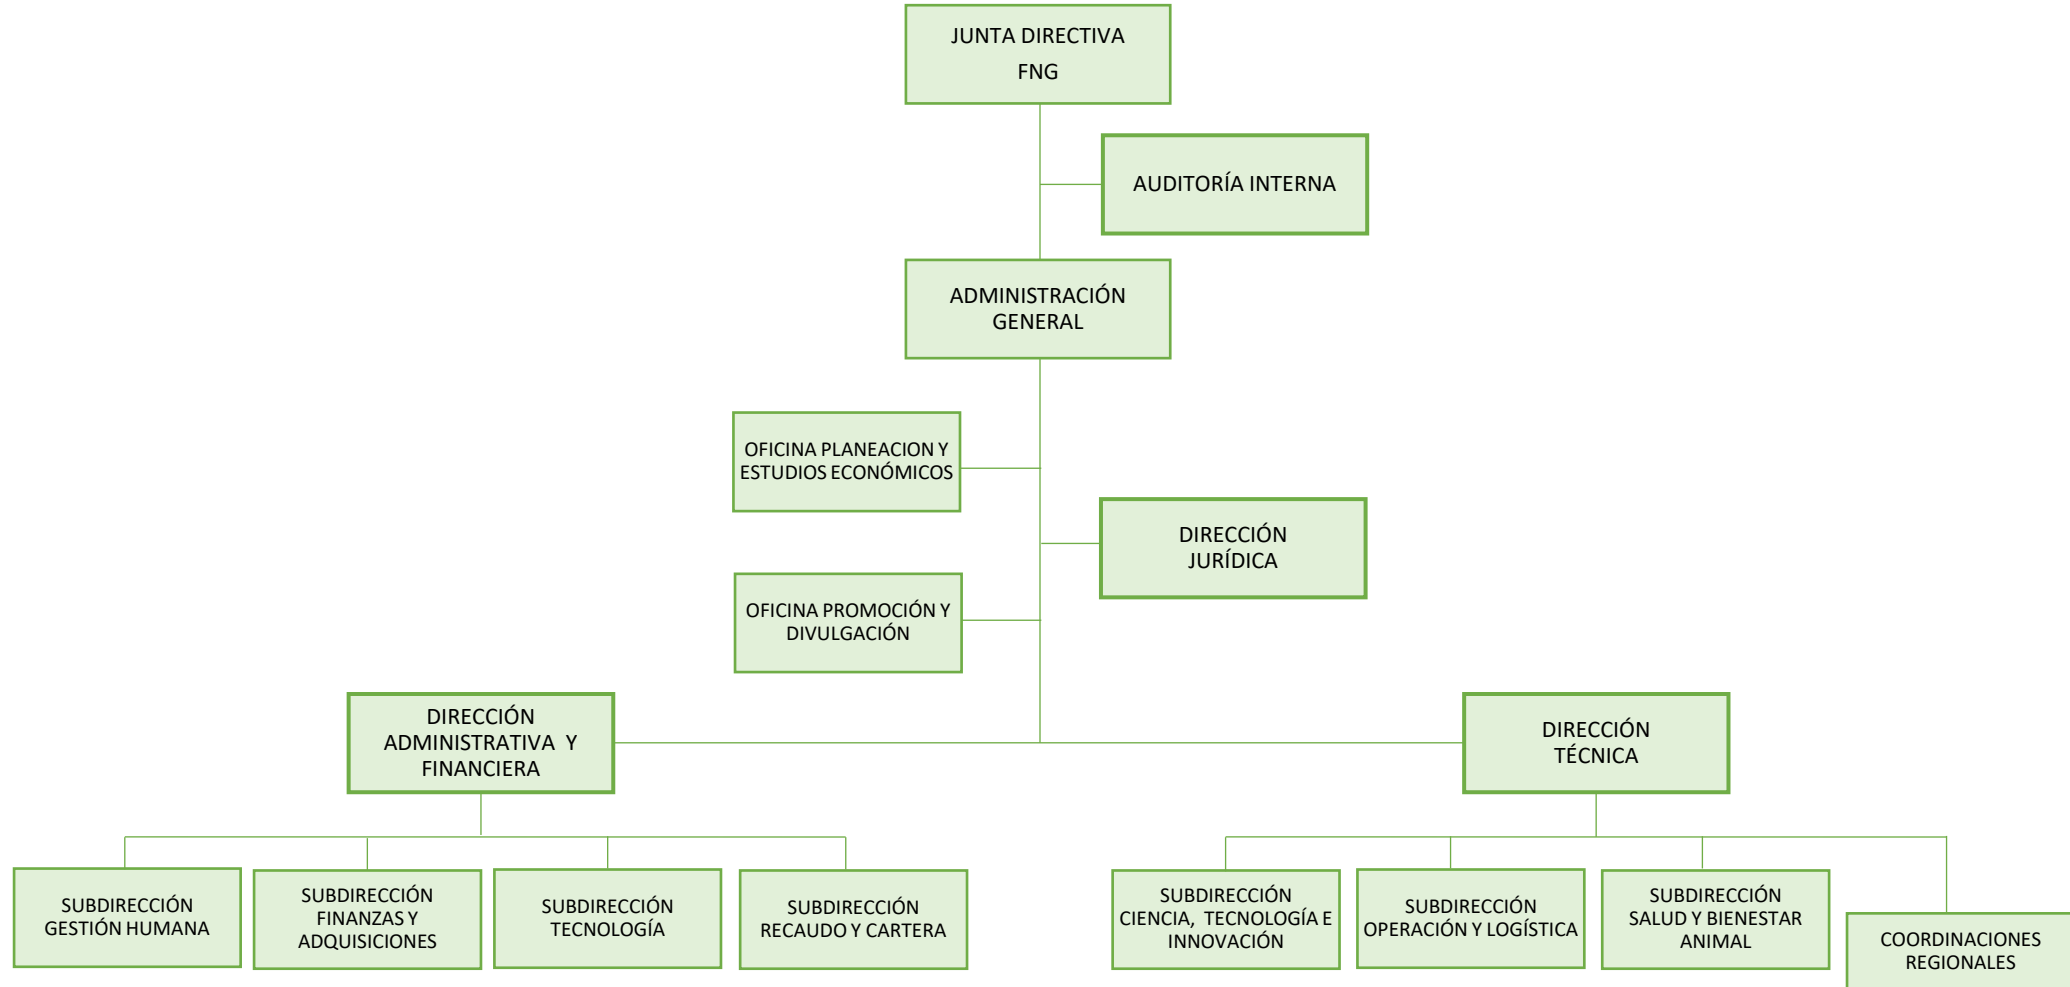 JUNTA DIRECTIVA
FNG
AUDITORÍA INTERNA
ADMINISTRACIÓN
GENERAL
OFICINA PLANEACION Y
ESTUDIOS ECONÓMICOS
DIRECCIÓN
JURÍDICA
OFICINA PROMOCIÓN Y
DIVULGACIÓN
DIRECCIÓN
ADMINISTRATIVA Y
FINANCIERA
DIRECCIÓN
TÉCNICA
SUBDIRECCIÓN
GESTIÓN HUMANA
SUBDIRECCIÓN
FINANZAS Y
ADQUISICIONES
SUBDIRECCIÓN
TECNOLOGÍA
SUBDIRECCIÓN
RECAUDO Y CARTERA
SUBDIRECCIÓN
CIENCIA, TECNOLOGÍA E
INNOVACIÓN
SUBDIRECCIÓN
OPERACIÓN Y LOGÍSTICA
SUBDIRECCIÓN
SALUD Y BIENESTAR
ANIMAL
COORDINACIONES
REGIONALES